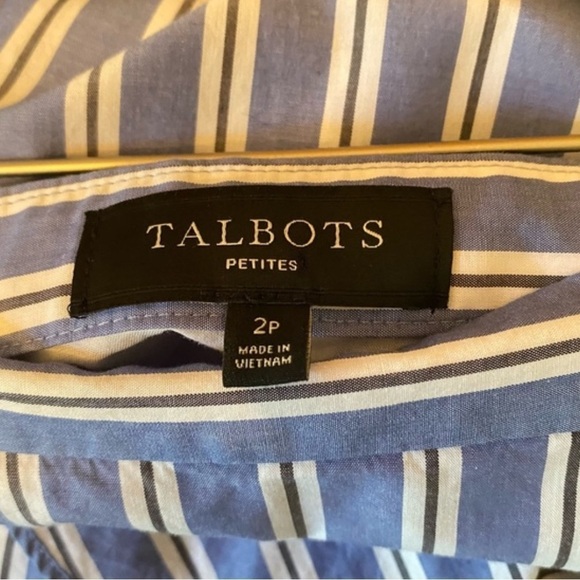 TALBOTS
PETITES
2P
MADE IN
VIETNAM